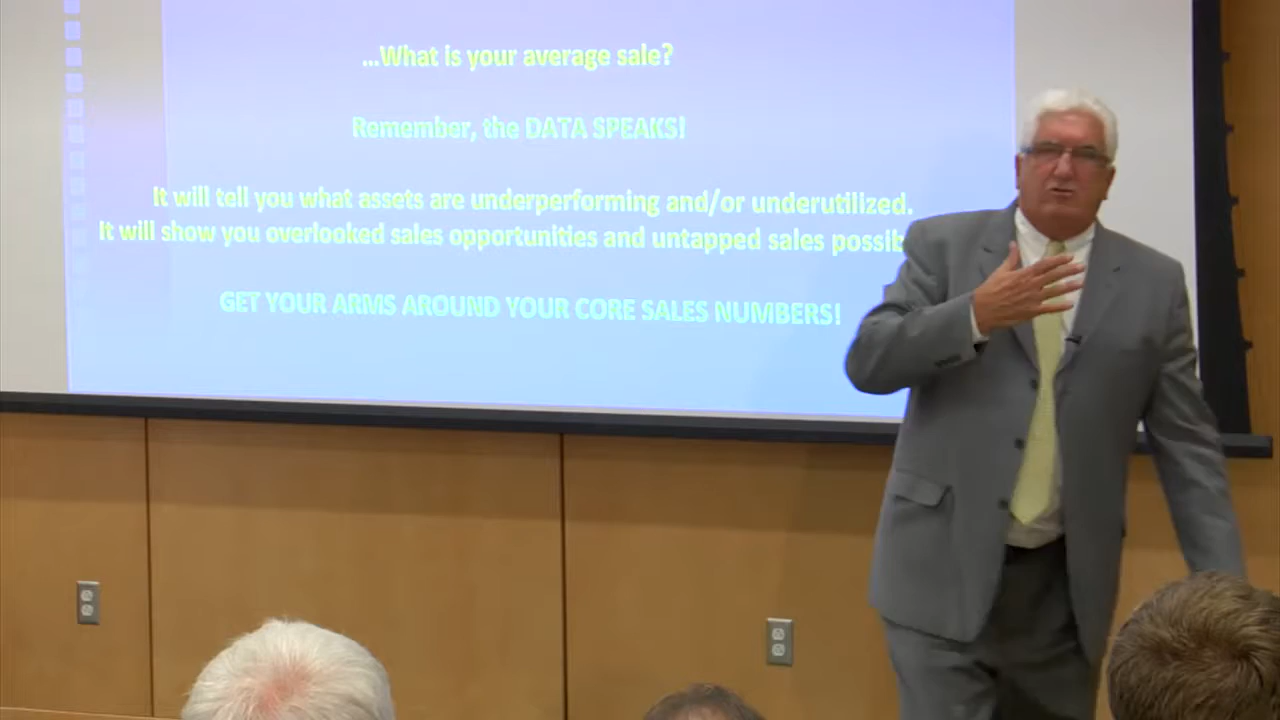 ...What is your average sale?
Remember, the DATA SPEAKS!
It will tell you what assets are underperforming and/or underutilized.
It will show you overlooked sales opportunities and untapped sales
GET YOUR ARMS AROUND YOUR CORE SALES NUMBERS!